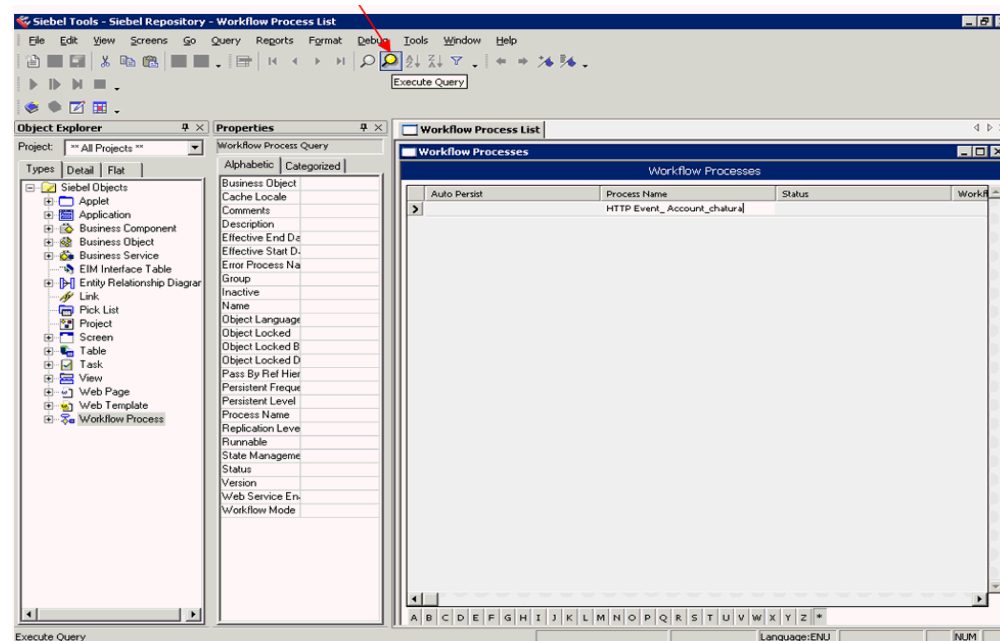 Siebel Tools - Siebel Repository - Workflow Process List
File Edit View Screens Go Query Reports Format Debug Tools Window Help
Execute Query
Object Explorer
Project: ** All Projects **
Types Detail Flat
Siebel Objects
Applet
Application
Business Component
Business Object
Business Service
EIM Interface Table
Entity Relationship Diagrar
Link
Pick List
Project
Screen
Table
Task
View
Web Page
Web Template
Workflow Process
Properties
Workflow Process Query
Alphabetic Categorized
Business Object
Cache Locale
Comments
Description
Effective End Da
Effective Start D
Error Process Na
Group
Inactive
Name
Object Language
Object Locked
Object Locked B
Object Locked D
Pass By Ref Hier
Persistent Freque
Persistent Level
Process Name
Replication Leve
Runnable
State Manageme
Status
Version
Web Service En
Workflow Mode
Workflow Process List
Workflow Processes
Workflow Processes
Auto Persist Process Name Status Workfl
HTTP Event_ Account_chatura
A B C D E F G H I J K L M N O P Q R S T U V W X Y Z *
Execute Query Language:ENU NUM